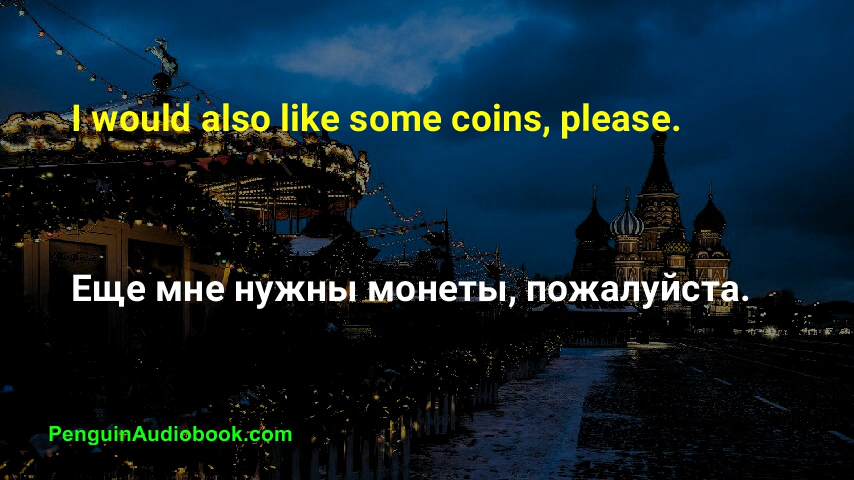 I would also like some coins, please.
Еще мне нужны монеты, пожалуйста.
PenguinAudiobook.com